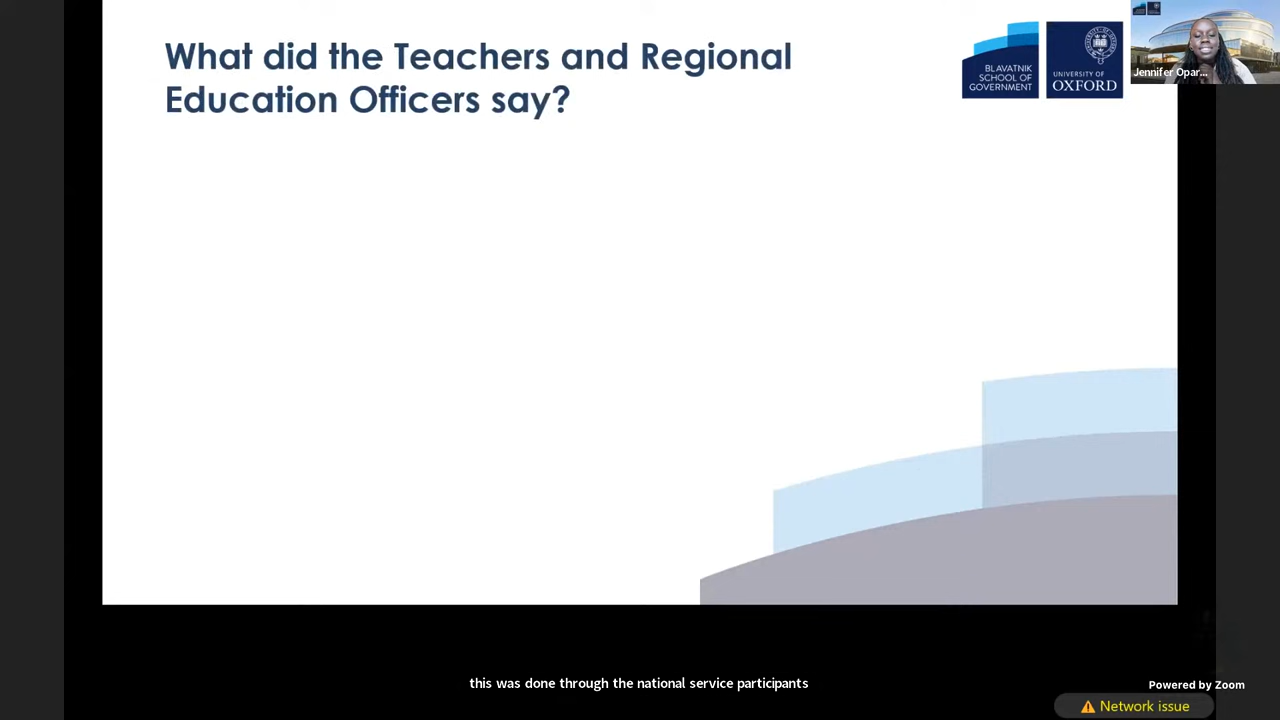 What did the Teachers and Regional
Education Officers say?
BLAVATNIK
SCHOOL OF
GOVERNMENT
UNIVERSITY OF
OXFORD
Jennifer Opar...
this was done through the national service participants
Powered by Zoom
Network issue